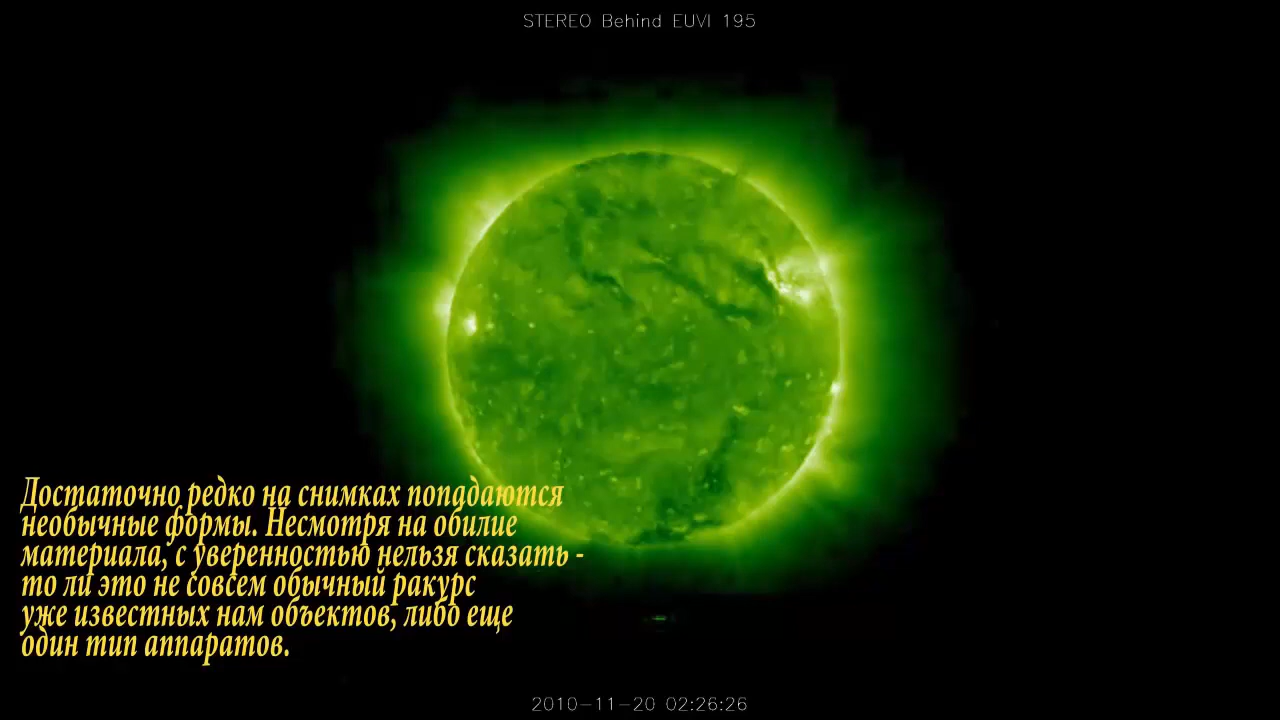 STEREO Behind EUVI 195
Достаточно редко на снимках попадаются
необычные формы. Несмотря на обилие
материала, с уверенностью нельзя сказать -
то ли это не совсем обычный ракурс
уже известных нам объектов, либо еще
один тип аппаратов.
2010-11-20 02:26:26